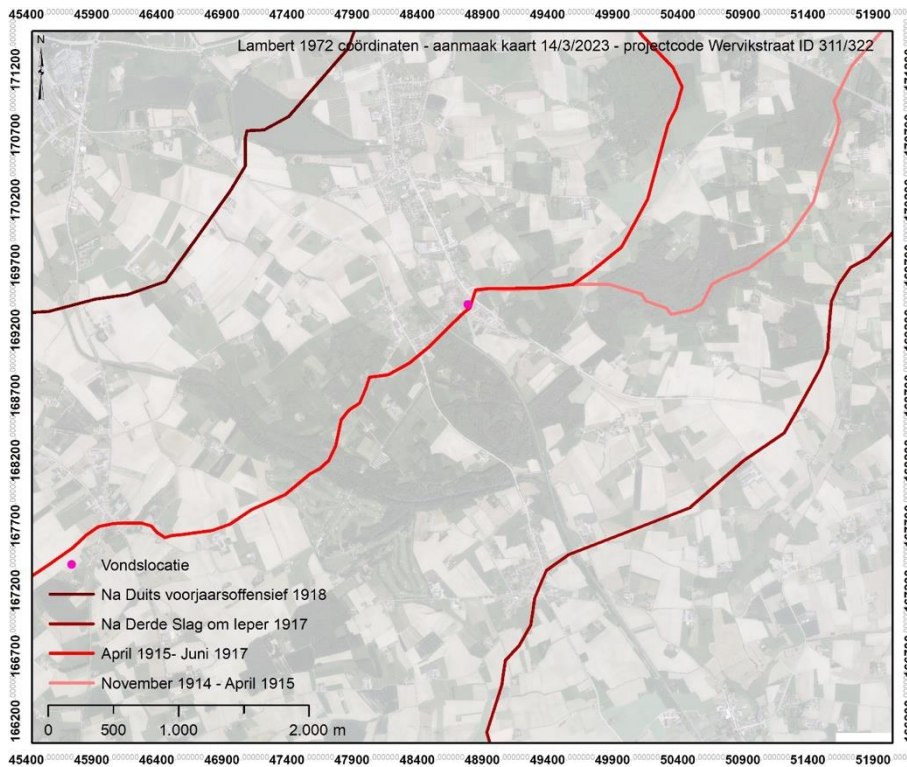 45400 45900 46400 46900 47400 47900 48400 48900 49400 49900 50400 50900 51400 51900
N
Lambert 1972 coördinaten - aanmaak kaart 14/3/2023 - projectcode Wervikstraat ID 311/322
171200
170700
170200
169700
169200
168700
168200
167700
167200
166700
166200
Vondslocatie
Na Duits voorjaarsoffensief 1918
Na Derde Slag om Ieper 1917
April 1915- Juni 1917
November 1914 - April 1915
0 500 1.000 2.000 m
45400 45900 46400 46900 47400 47900 48400 48900 49400 49900 50400 50900 51400 51900